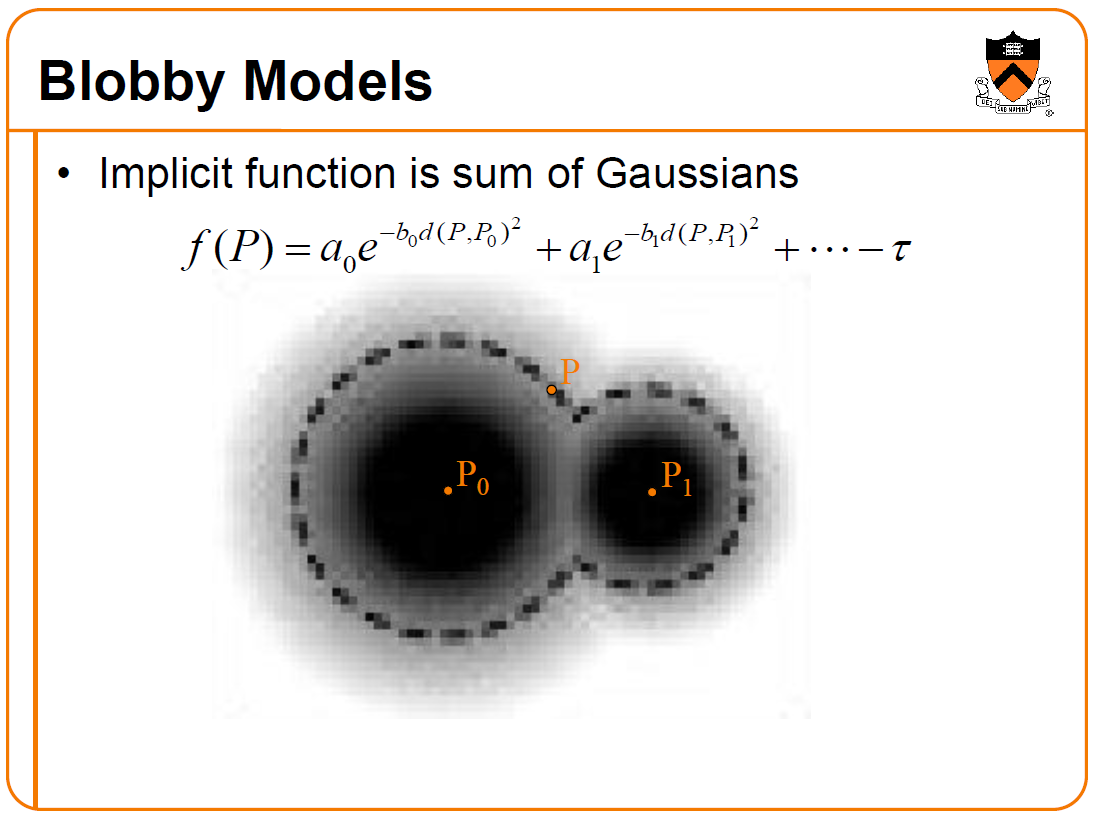 Blobby Models
• Implicit function is sum of Gaussians
f(P) = a₀e^{−b₀d(P,P₀)²} + a₁e^{−b₁d(P,P₁)²} + ⋯ − τ
P
P₀
P₁